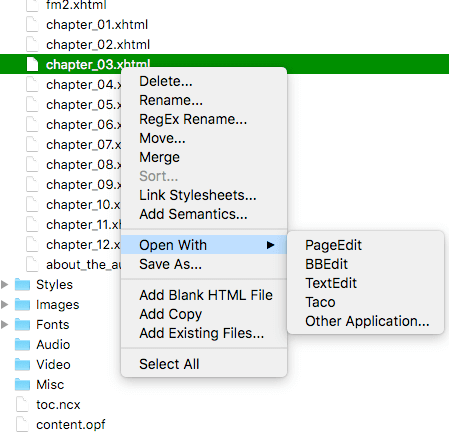 fm2.xhtml
chapter_01.xhtml
chapter_02.xhtml
chapter_03.xhtml
chapter_04.x
chapter_05.x
chapter_06.x
chapter_07.x
chapter_08.x
chapter_09.x
chapter_10.x
chapter_11.xh
chapter_12.x
about_the_au
Styles
Images
Fonts
Audio
Video
Misc
toc.ncx
content.opf
Delete...
Rename...
RegEx Rename...
Move...
Merge
Sort...
Link Stylesheets...
Add Semantics...
Open With
Save As...
Add Blank HTML File
Add Copy
Add Existing Files...
Select All
PageEdit
BBEdit
TextEdit
Taco
Other Application...